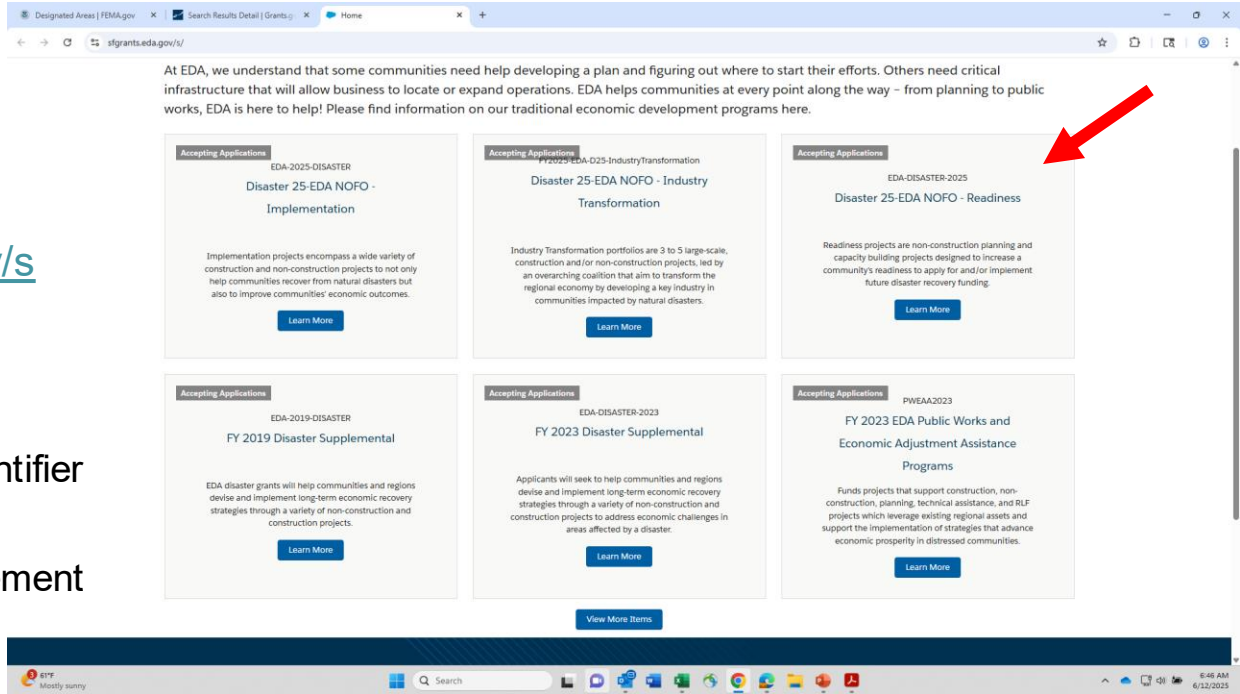 Designated Areas | FEMA.gov
Search Results Detail | Grants.g
Home
sfgrants.eda.gov/s/
At EDA, we understand that some communities need help developing a plan and figuring out where to start their efforts. Others need critical
infrastructure that will allow business to locate or expand operations. EDA helps communities at every point along the way – from planning to public
works, EDA is here to help! Please find information on our traditional economic development programs here.
Accepting Applications
EDA-2025-DISASTER
Disaster 25-EDA NOFO -
Implementation
Implementation projects encompass a wide variety of
construction and non-construction projects to not only
help communities recover from natural disasters but
also to improve communities' economic outcomes.
Learn More
Accepting Applications
FY2025-EDA-D25-IndustryTransformation
Disaster 25-EDA NOFO - Industry
Transformation
Industry Transformation portfolios are 3 to 5 large-scale,
construction and/or non-construction projects, led by
an overarching coalition that aim to transform the
regional economy by developing a key industry in
communities impacted by natural disasters.
Learn More
Accepting Applications
EDA-DISASTER-2025
Disaster 25-EDA NOFO - Readiness
Readiness projects are non-construction planning and
capacity building projects designed to increase a
community's readiness to apply for and/or implement
future disaster recovery funding.
Learn More
/s
ntifier
ment
Accepting Applications
EDA-2019-DISASTER
FY 2019 Disaster Supplemental
EDA disaster grants will help communities and regions
devise and implement long-term economic recovery
strategies through a variety of non-construction and
construction projects.
Learn More
Accepting Applications
EDA-DISASTER-2023
FY 2023 Disaster Supplemental
Applicants will seek to help communities and regions
devise and implement long-term economic recovery
strategies through a variety of non-construction and
construction projects to address economic challenges in
areas affected by a disaster.
Learn More
Accepting Applications
PWEAA2023
FY 2023 EDA Public Works and
Economic Adjustment Assistance
Programs
Funds projects that support construction, non-
construction, planning, technical assistance, and RLF
projects which leverage existing regional assets and
support the implementation of strategies that advance
economic prosperity in distressed communities.
Learn More
View More Items
61°F
Mostly sunny
Search
6:46 AM
6/12/2025